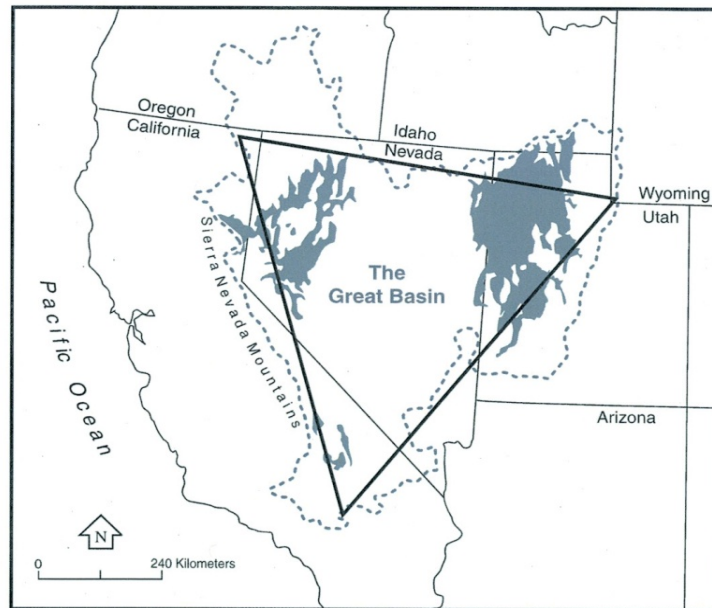 Oregon
California
Idaho
Nevada
Wyoming
Utah
Sierra Nevada Mountains
The
Great Basin
Pacific Ocean
Arizona
N
0 240 Kilometers